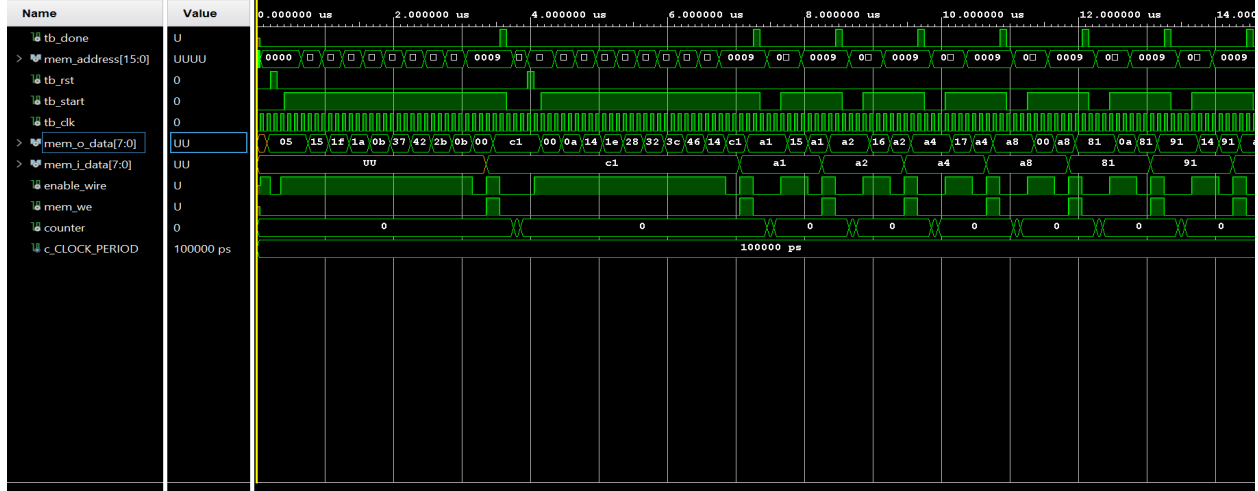 Name Value 0.000000 us 2.000000 us 4.000000 us 6.000000 us 8.000000 us 10.000000 us 12.000000 us 14.000
tb_done U
mem_address[15:0] UUUU 0000 0009 0009 0 0009 0 0009 0 0009 0 0009 0 0009
tb_rst 0
tb_start 0
tb_clk 0
mem_o_data[7:0] UU 05 15 1f 1a 0b 37 42 2b 0b 00 c1 00 0a 14 1e 28 32 3c 46 14 c1 a1 15 a1 a2 16 a2 a4 17 a4 a8 00 a8 81 0a 81 91 14 91
mem_i_data[7:0] UU UU c1 a1 a2 a4 a8 81 91
enable_wire U
mem_we U
counter 0 0 0 0 0 0 0 0 0
c_CLOCK_PERIOD 100000 ps 100000 ps